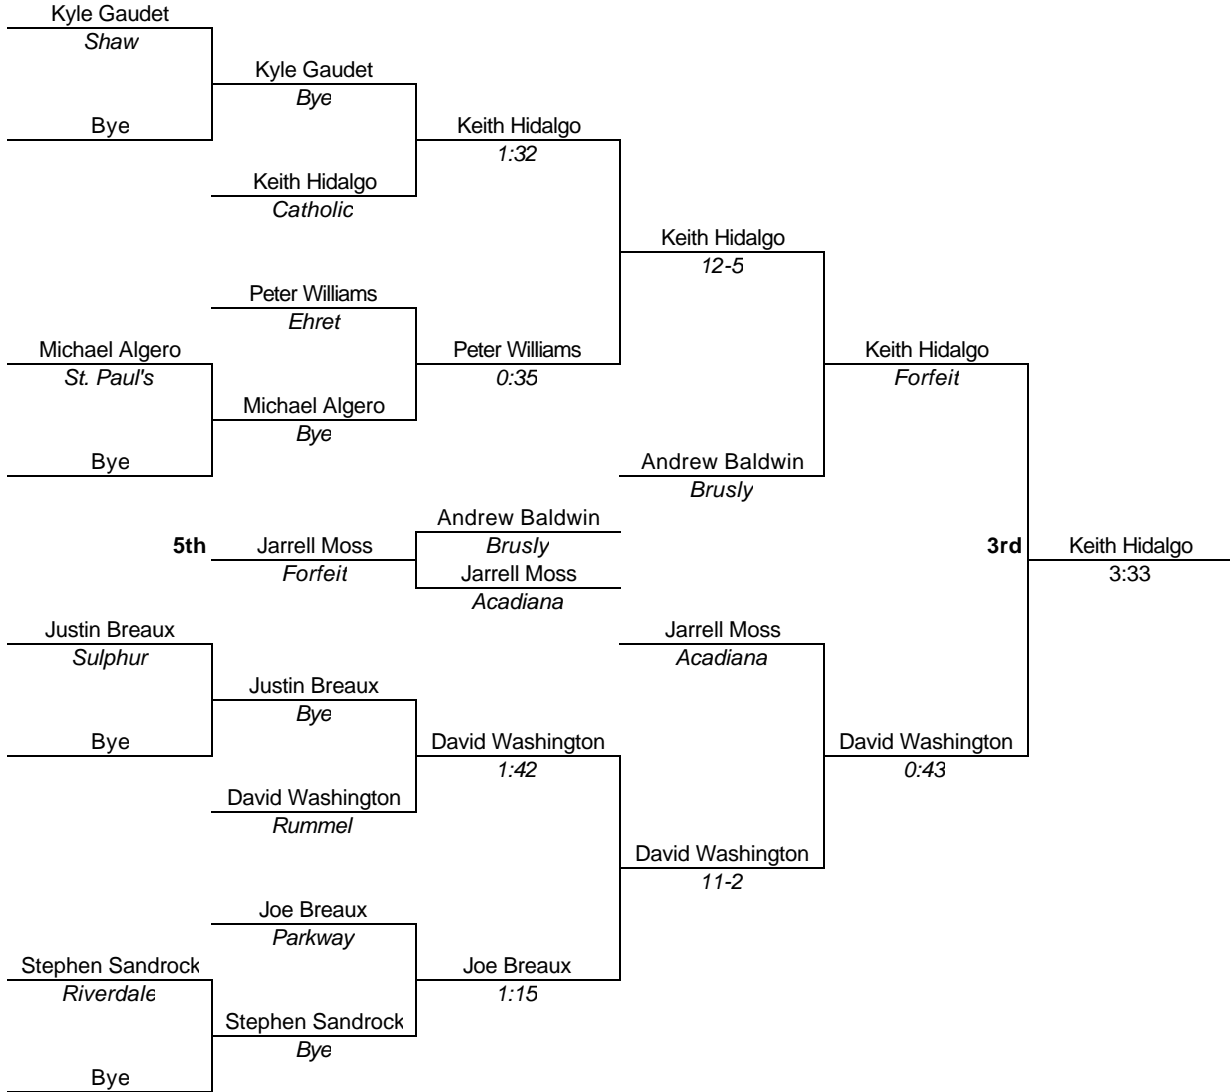 Kyle Gaudet
Shaw
Kyle Gaudet
Bye
Bye
Keith Hidalgo
1:32
Keith Hidalgo
Catholic
Keith Hidalgo
12-5
Peter Williams
Ehret
Michael Algero
St. Paul's
Peter Williams
0:35
Keith Hidalgo
Forfeit
Michael Algero
Bye
Bye
Andrew Baldwin
Brusly
Andrew Baldwin
Brusly
5th
Jarrell Moss
Forfeit
3rd
Keith Hidalgo
3:33
Jarrell Moss
Acadiana
Justin Breaux
Sulphur
Jarrell Moss
Acadiana
Justin Breaux
Bye
Bye
David Washington
1:42
David Washington
0:43
David Washington
Rummel
David Washington
11-2
Joe Breaux
Parkway
Stephen Sandrock
Riverdale
Joe Breaux
1:15
Stephen Sandrock
Bye
Bye